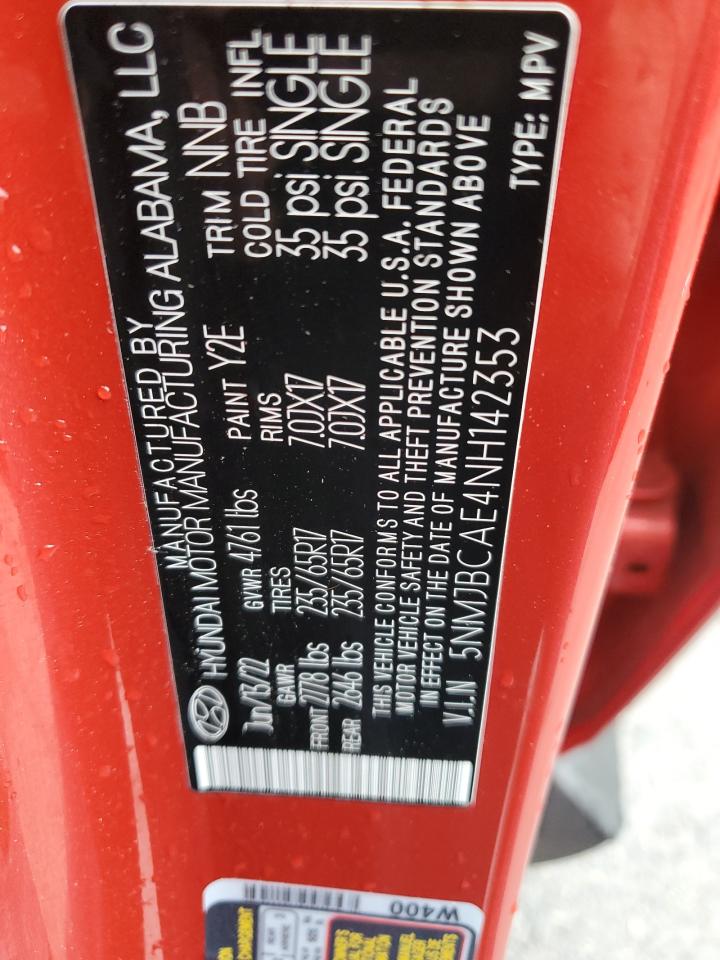 MANUFACTURED BY
HYUNDAI MOTOR MANUFACTURING ALABAMA, LLC
Jun/13/22 GVWR 4761 lbs PAINT Y2E TRIM NNB
GAWR TIRES RIMS COLD TIRE INFL
FRONT 2778 lbs 235/65R17 7.0JX17 35 psi SINGLE
REAR 2646 lbs 235/65R17 7.0JX17 35 psi SINGLE
THIS VEHICLE CONFORMS TO ALL APPLICABLE U.S.A. FEDERAL
MOTOR VEHICLE SAFETY AND THEFT PREVENTION STANDARDS
IN EFFECT ON THE DATE OF MANUFACTURE SHOWN ABOVE
V.I.N 5NMJBCAE4NH142353
TYPE: MPV
W400